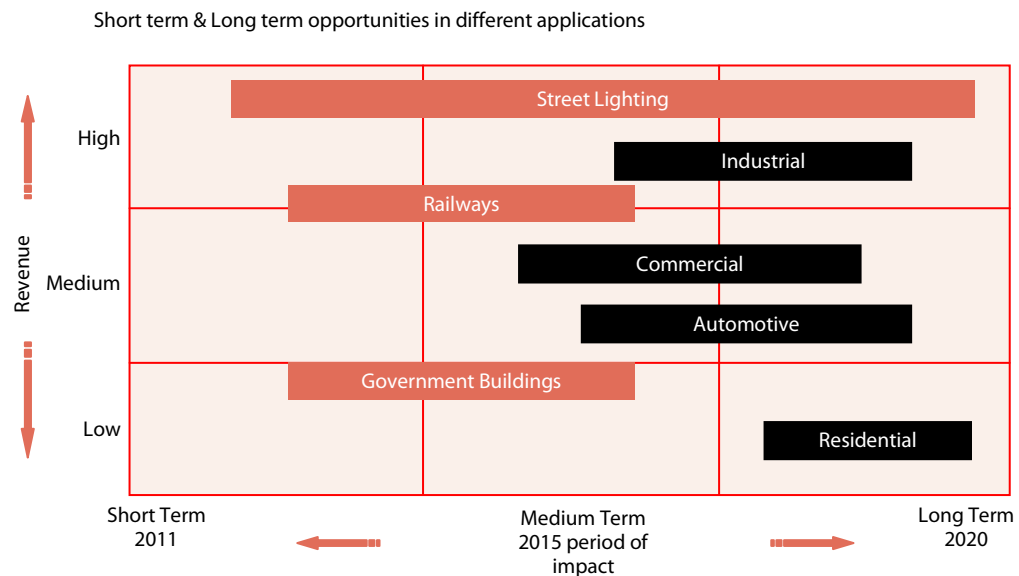 Short term & Long term opportunities in different applications
Street Lighting
High
Industrial
Railways
Revenue
Commercial
Medium
Automotive
Government Buildings
Low
Residential
Short Term
2011
Medium Term
2015 period of
impact
Long Term
2020